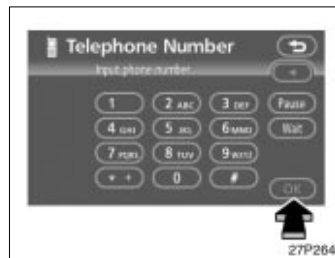 Telephone Number
Input phone number
1 2 ABC 3 DEF Pause
4 GHI 5 JKL 6 MNO Wait
7 PQRS 8 TUV 9 WXYZ
* + 0 #
OK
27P264